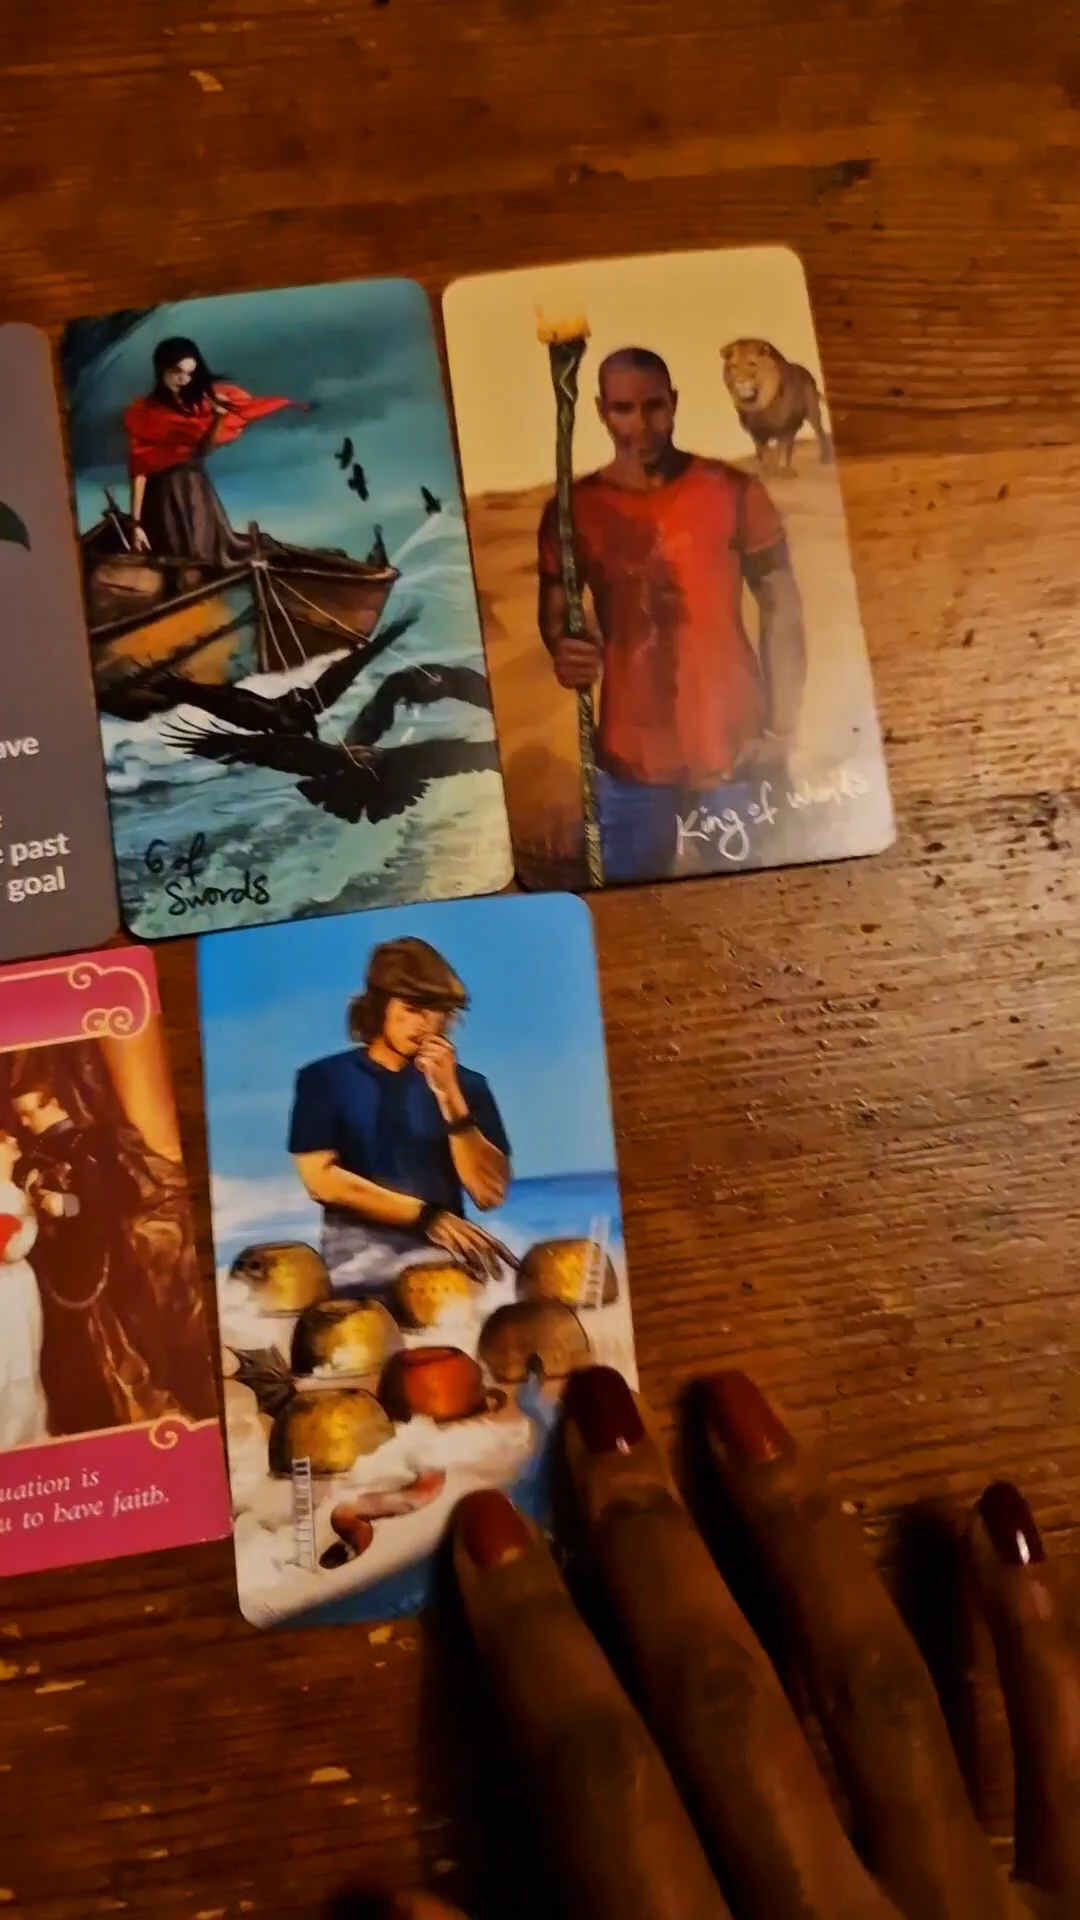 ave
past
goal
6 of
Swords
King of Wands
uation is
u to have faith.